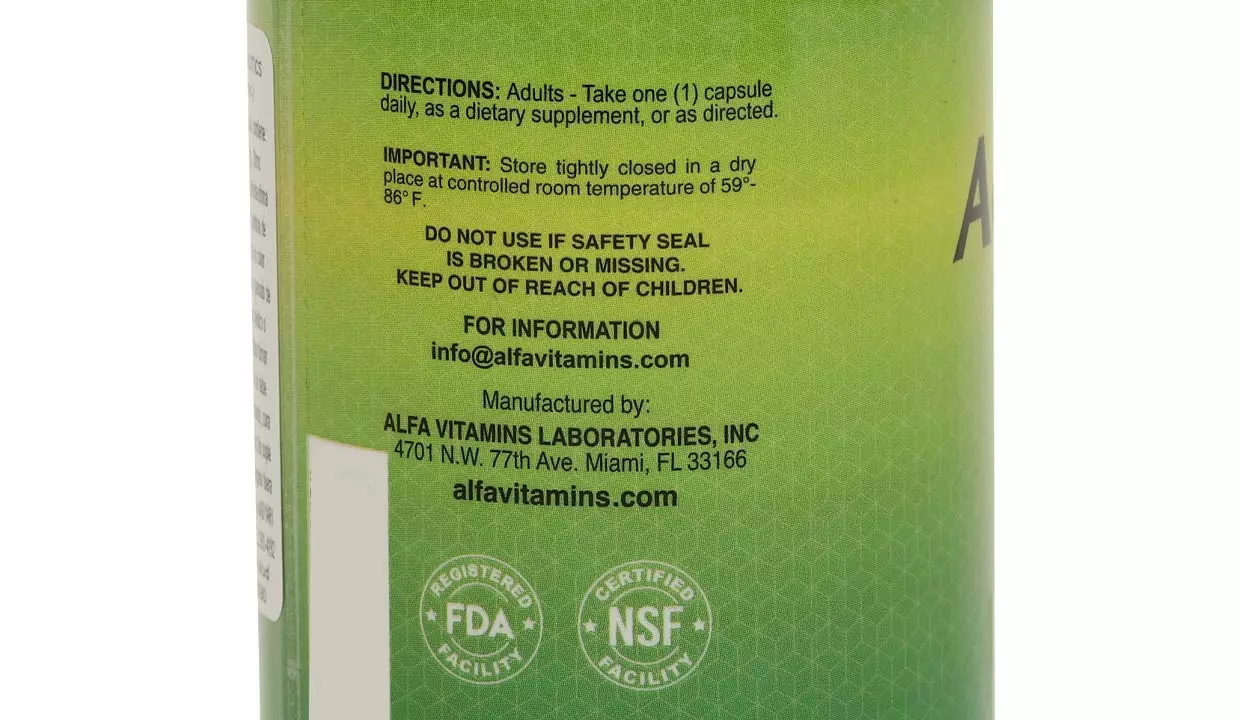 DIRECTIONS: Adults - Take one (1) capsule
daily, as a dietary supplement, or as directed.
IMPORTANT: Store tightly closed in a dry
place at controlled room temperature of 59°-
86° F.
DO NOT USE IF SAFETY SEAL
IS BROKEN OR MISSING.
KEEP OUT OF REACH OF CHILDREN.
FOR INFORMATION
info@alfavitamins.com
Manufactured by:
ALFA VITAMINS LABORATORIES, INC
4701 N.W. 77th Ave. Miami, FL 33166
alfavitamins.com
REGISTERED
FDA
FACILITY
CERTIFIED
NSF
FACILITY